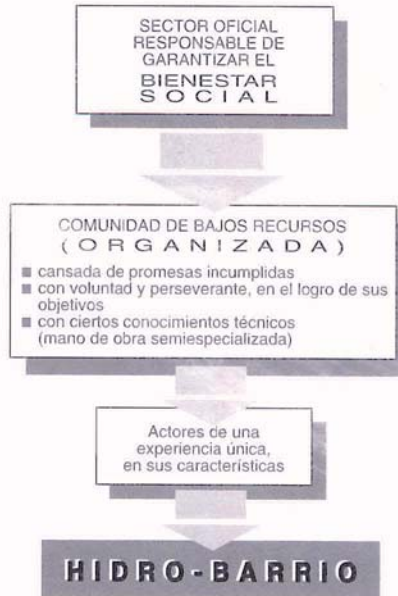 SECTOR OFICIAL
RESPONSABLE DE
GARANTIZAR EL
BIENESTAR
SOCIAL
COMUNIDAD DE BAJOS RECURSOS
(ORGANIZADA)
■ cansada de promesas incumplidas
■ con voluntad y perseverante, en el logro de sus
objetivos
■ con ciertos conocimientos técnicos
(mano de obra semiespecializada)
Actores de una
experiencia única,
en sus características
HIDRO-BARRIO